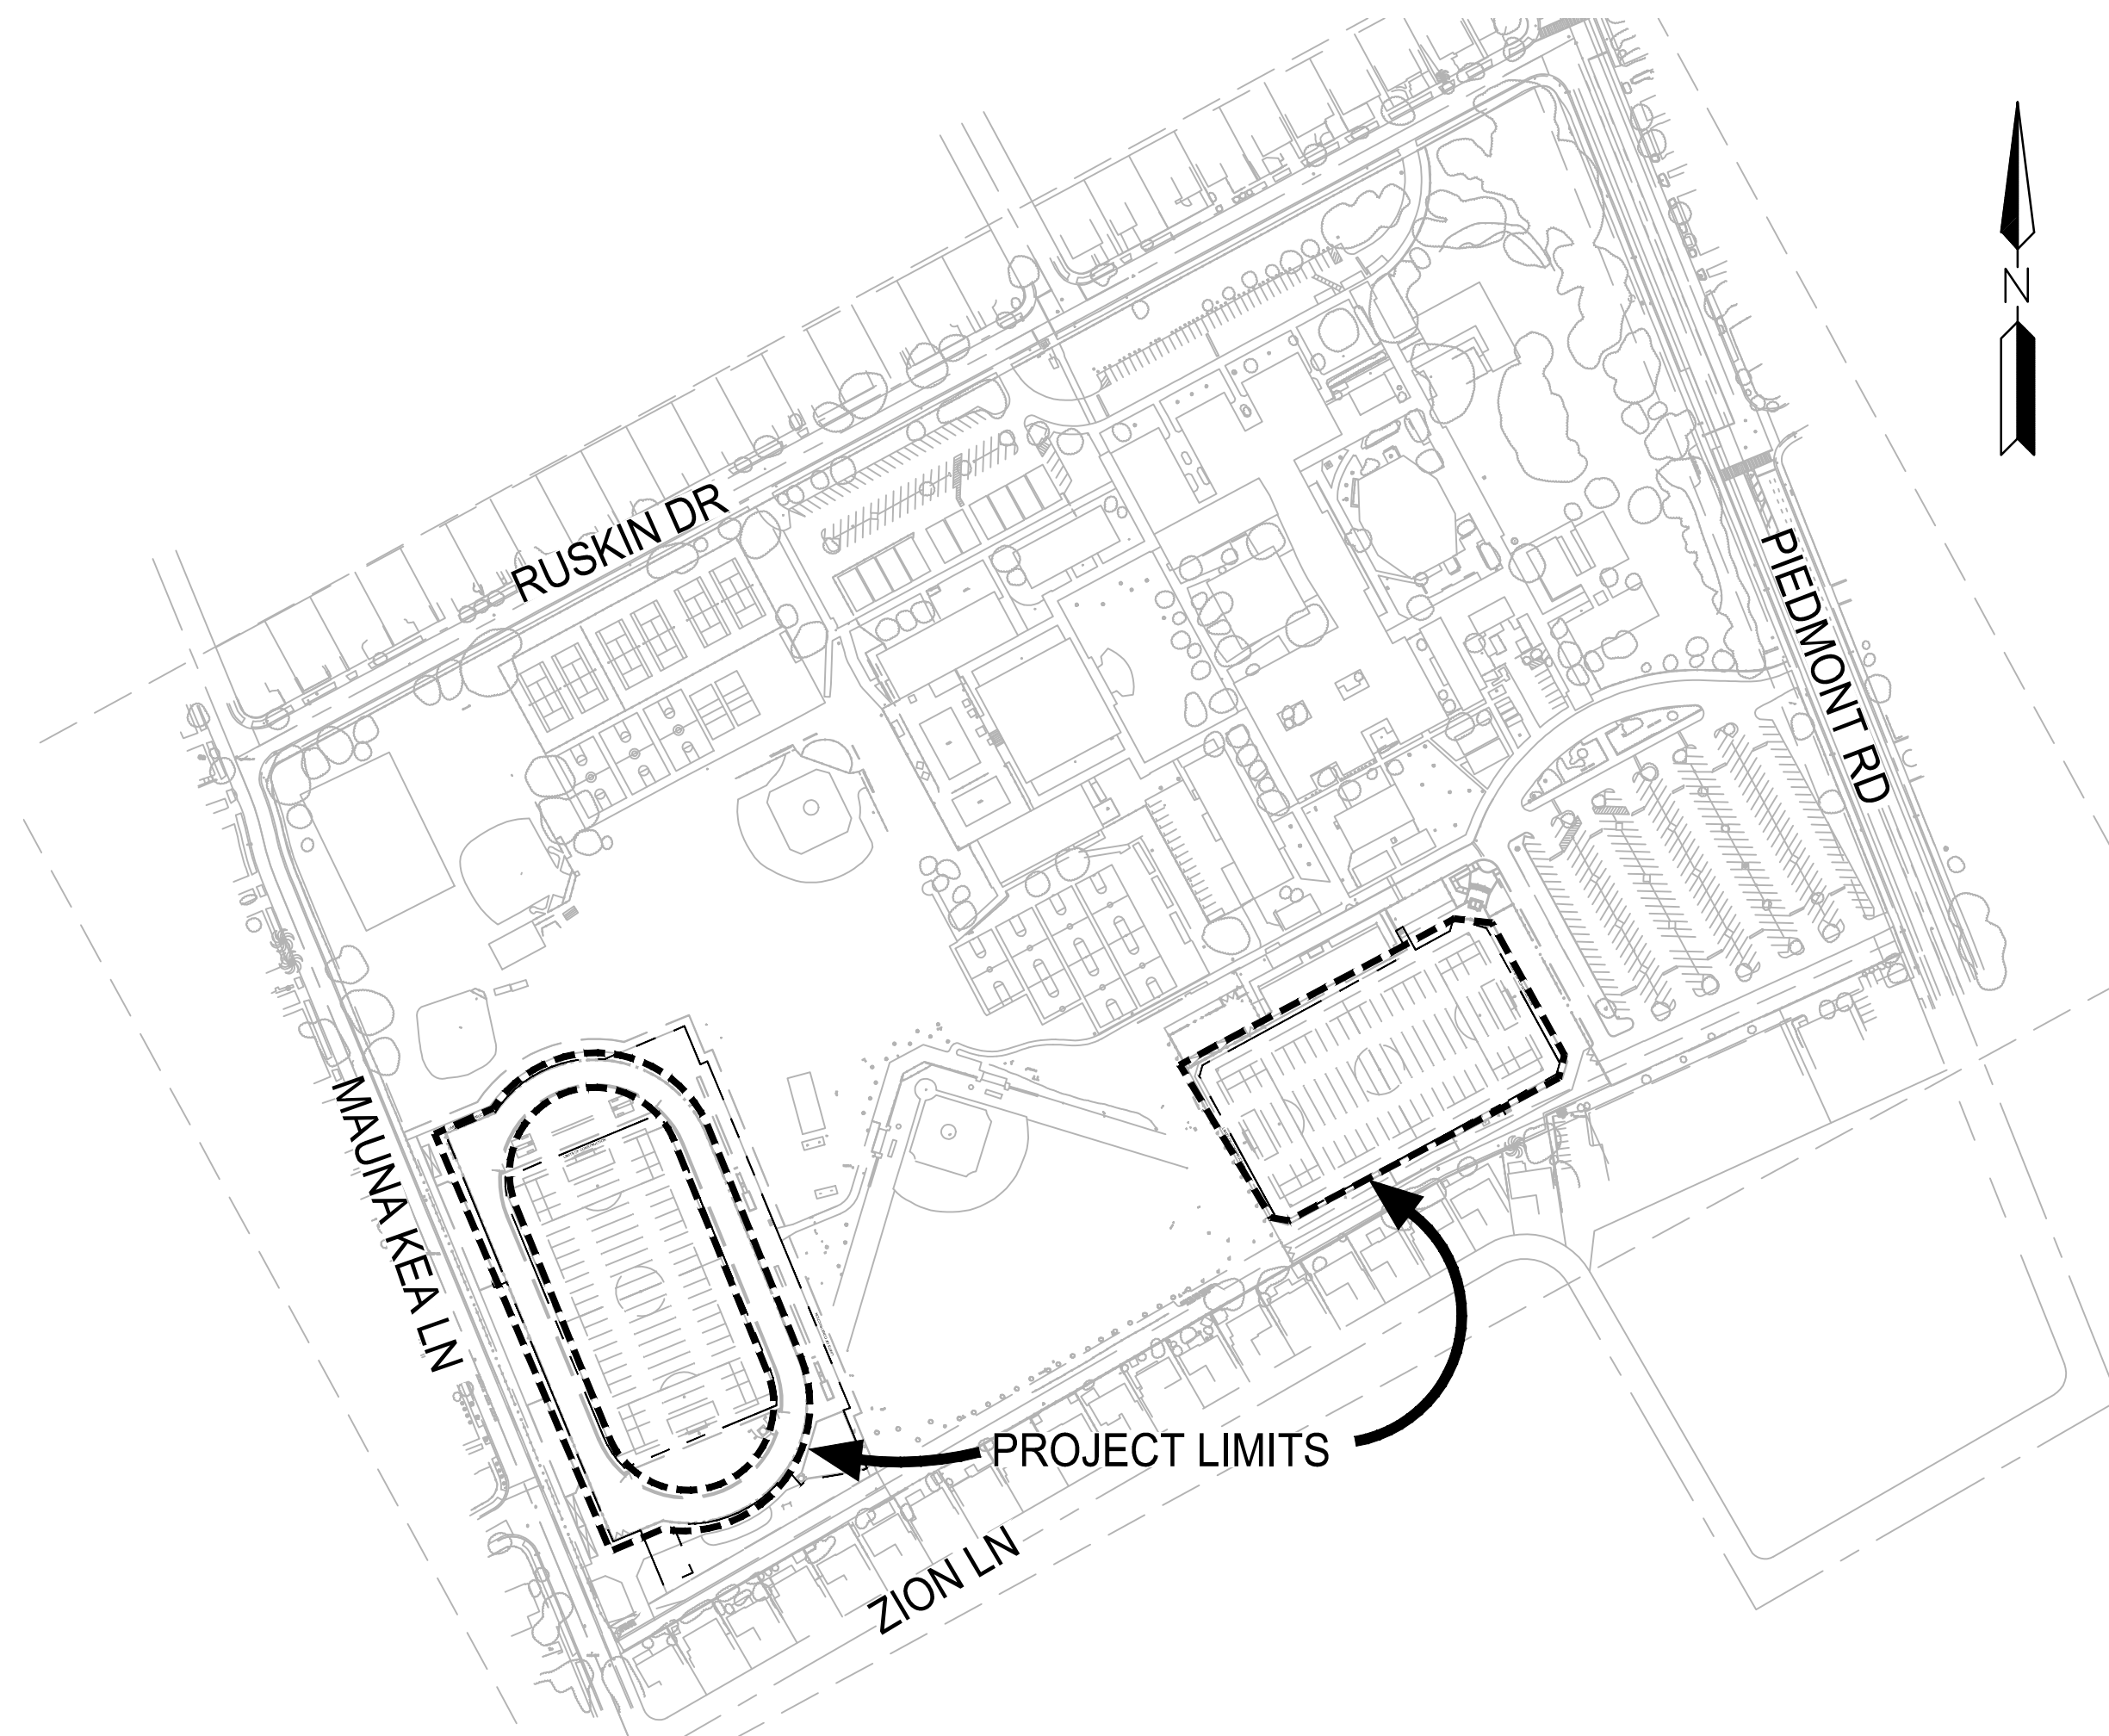 N
RUSKIN DR
PIEDMONT RD
MAUNA KEA LN
PROJECT LIMITS
ZION LN